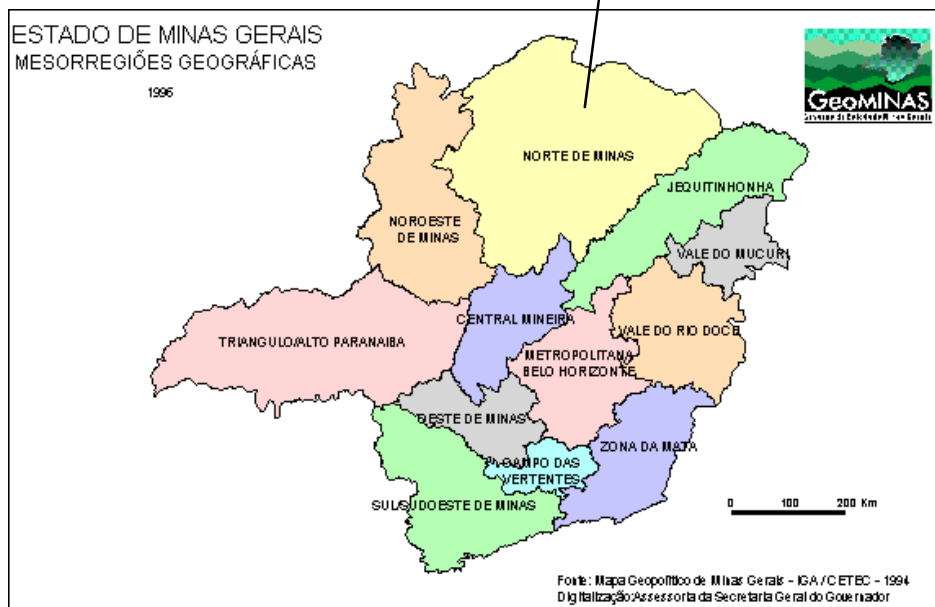 ESTADO DE MINAS GERAIS
MESORREGIÕES GEOGRÁFICAS
1996
GEOMINAS
NORTE DE MINAS
JEQUITINHONHA
NOROESTE
DE MINAS
VALE DO MUCURI
CENTRAL MINEIRA
VALE DO RIO DOCE
TRIANGULO/ALTO PARANAIBA
METROPOLITANA
BELO HORIZONTE
OESTE DE MINAS
ZONA DA MATA
CAMPO DAS
VERTENTES
SUL/SUDOESTE DE MINAS
0 100 200 Km
Fonte: Mapa Geopolítico de Minas Gerais - IGA / CETEC - 1994
Digitalização: Assessoria da Secretaria Geral do Governador